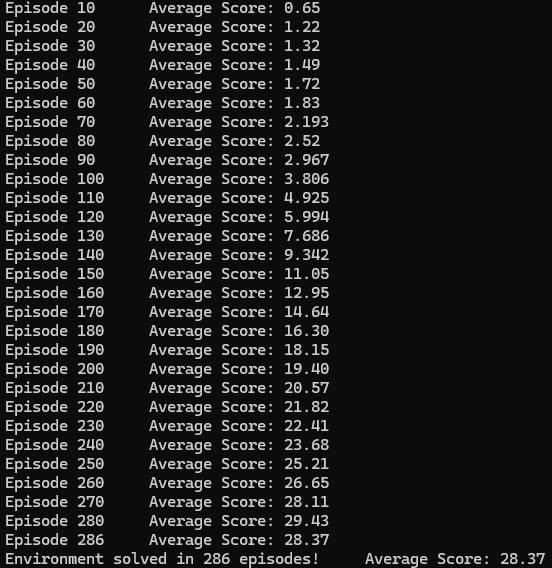 Episode 10 Average Score: 0.65
Episode 20 Average Score: 1.22
Episode 30 Average Score: 1.32
Episode 40 Average Score: 1.49
Episode 50 Average Score: 1.72
Episode 60 Average Score: 1.83
Episode 70 Average Score: 2.193
Episode 80 Average Score: 2.52
Episode 90 Average Score: 2.967
Episode 100 Average Score: 3.806
Episode 110 Average Score: 4.925
Episode 120 Average Score: 5.994
Episode 130 Average Score: 7.686
Episode 140 Average Score: 9.342
Episode 150 Average Score: 11.05
Episode 160 Average Score: 12.95
Episode 170 Average Score: 14.64
Episode 180 Average Score: 16.30
Episode 190 Average Score: 18.15
Episode 200 Average Score: 19.40
Episode 210 Average Score: 20.57
Episode 220 Average Score: 21.82
Episode 230 Average Score: 22.41
Episode 240 Average Score: 23.68
Episode 250 Average Score: 25.21
Episode 260 Average Score: 26.65
Episode 270 Average Score: 28.11
Episode 280 Average Score: 29.43
Episode 286 Average Score: 28.37
Environment solved in 286 episodes! Average Score: 28.37